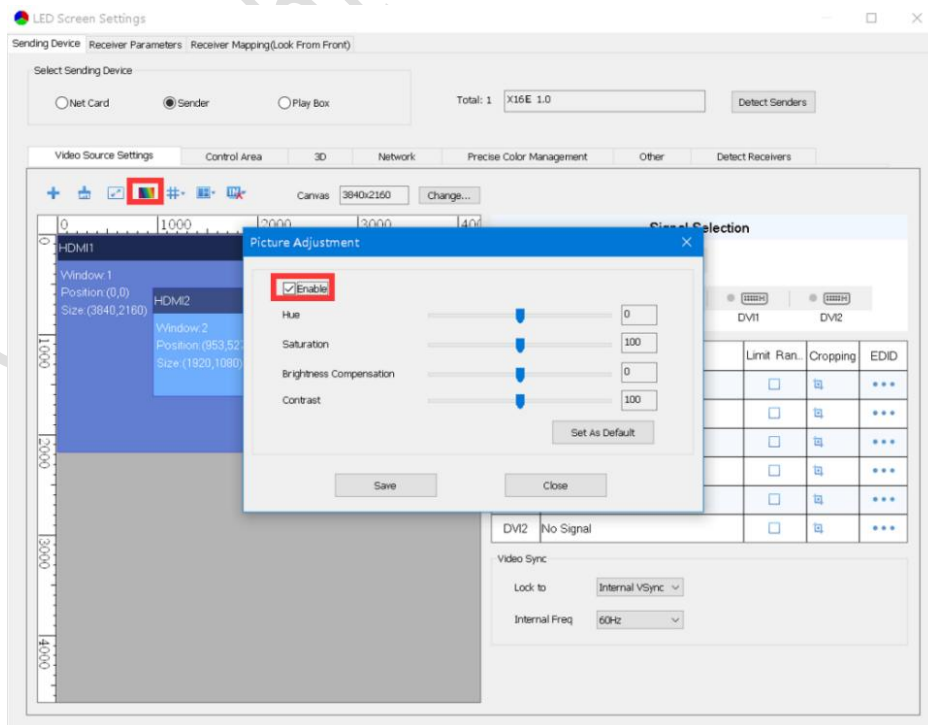 LED Screen Settings
Sending Device Receiver Parameters Receiver Mapping(Look From Front)
Select Sending Device
Net Card Sender Play Box Total: 1 X16E 1.0 Detect Senders
Video Source Settings Control Area 3D Network Precise Color Management Other Detect Receivers
Canvas 3840x2160 Change...
0 1000 2000 3000
Selection
HDMI1
Picture Adjustment
Window:1
Position:(0,0)
Size:(3840,2160)
HDMI2
Window:2
Position:(953,527
Size:(1920,1080)
Enable
Hue 0
Saturation 100
Brightness Compensation 0
Contrast 100
Set As Default
Save Close
DVI1 DVI2
Limit Ran... Cropping EDID
DVI2 No Signal
Video Sync
Lock to Internal VSync
Internal Freq 60Hz
0
1000
2000
3000
4000